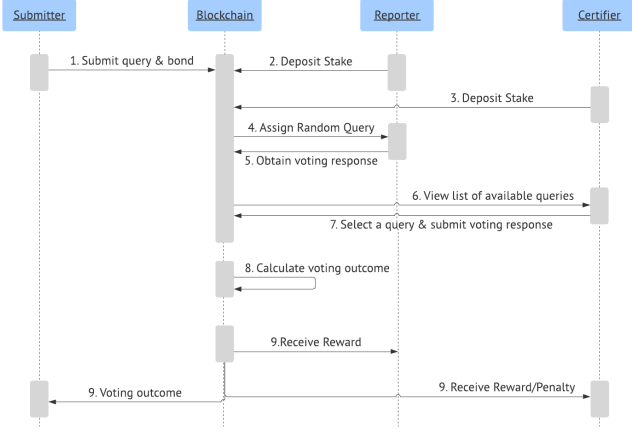 Submitter
Blockchain
Reporter
Certifier
1. Submit query & bond
2. Deposit Stake
3. Deposit Stake
4. Assign Random Query
5. Obtain voting response
6. View list of available queries
7. Select a query & submit voting response
8. Calculate voting outcome
9.Receive Reward
9. Voting outcome
9. Receive Reward/Penalty